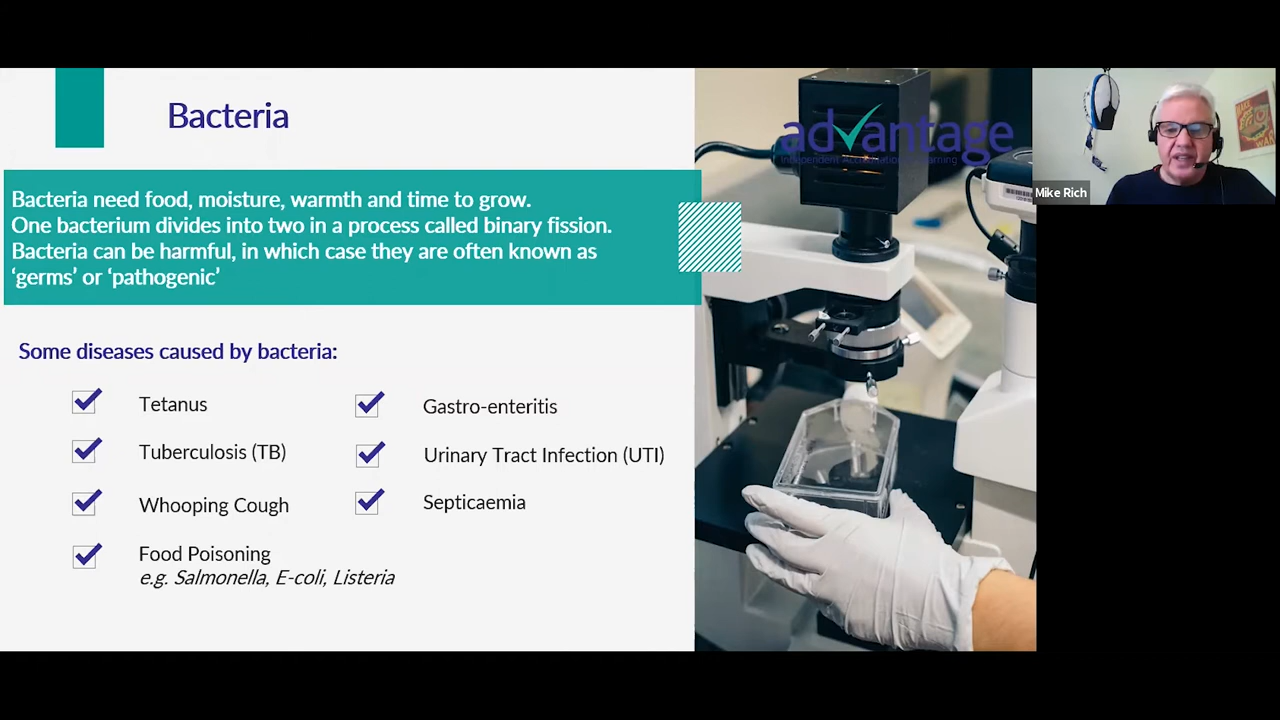 Bacteria
advantage
Bacteria need food, moisture, warmth and time to grow.
One bacterium divides into two in a process called binary fission.
Bacteria can be harmful, in which case they are often known as
‘germs’ or ‘pathogenic’
Some diseases caused by bacteria:
Tetanus
Gastro-enteritis
Tuberculosis (TB)
Urinary Tract Infection (UTI)
Whooping Cough
Septicaemia
Food Poisoning
e.g. Salmonella, E-coli, Listeria
Mike Rich